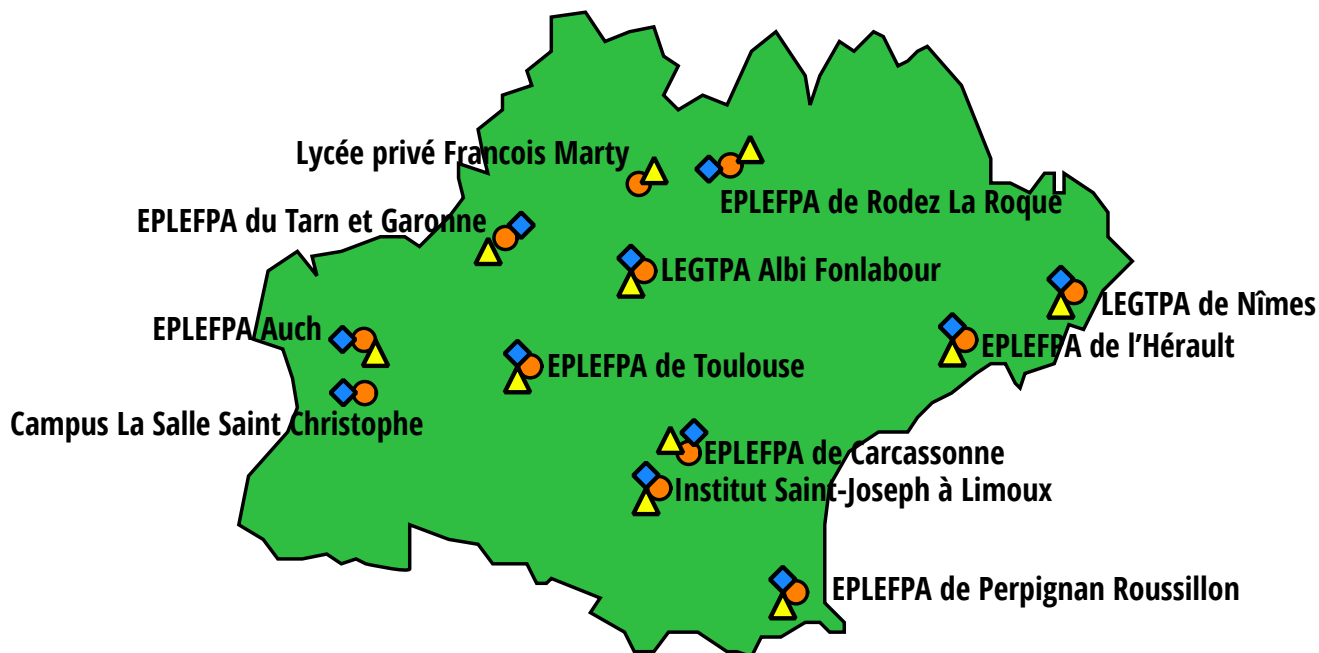 Lycée privé Francois Marty
EPLEFPA de Rodez La Roque
EPLEFPA du Tarn et Garonne
LEGTPA Albi Fonlabour
LEGTPA de Nîmes
EPLEFPA Auch
EPLEFPA de l’Hérault
EPLEFPA de Toulouse
Campus La Salle Saint Christophe
EPLEFPA de Carcassonne
Institut Saint-Joseph à Limoux
EPLEFPA de Perpignan Roussillon